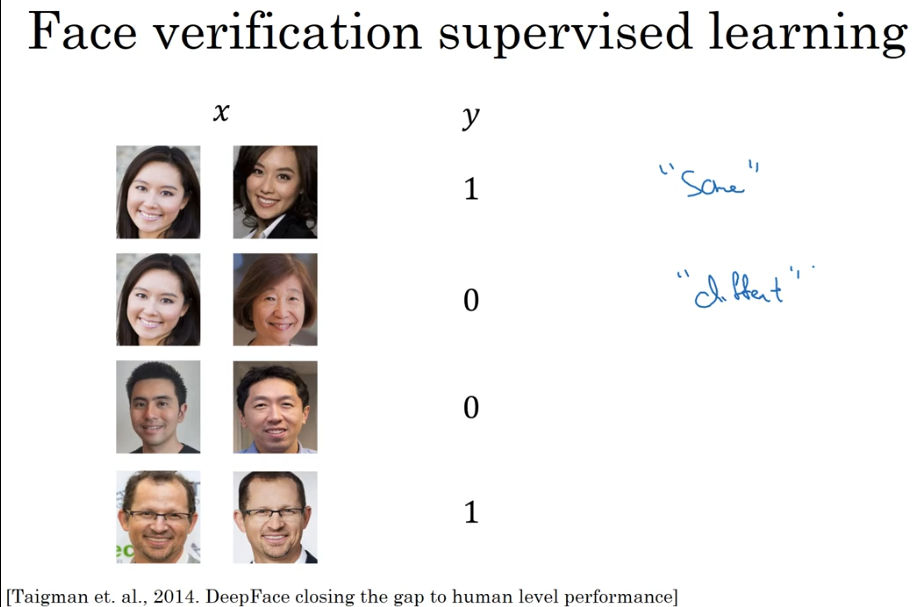 Face verification supervised learning
x y
1 "Same"
0 "different"
0
ec
1
[Taigman et. al., 2014. DeepFace closing the gap to human level performance]